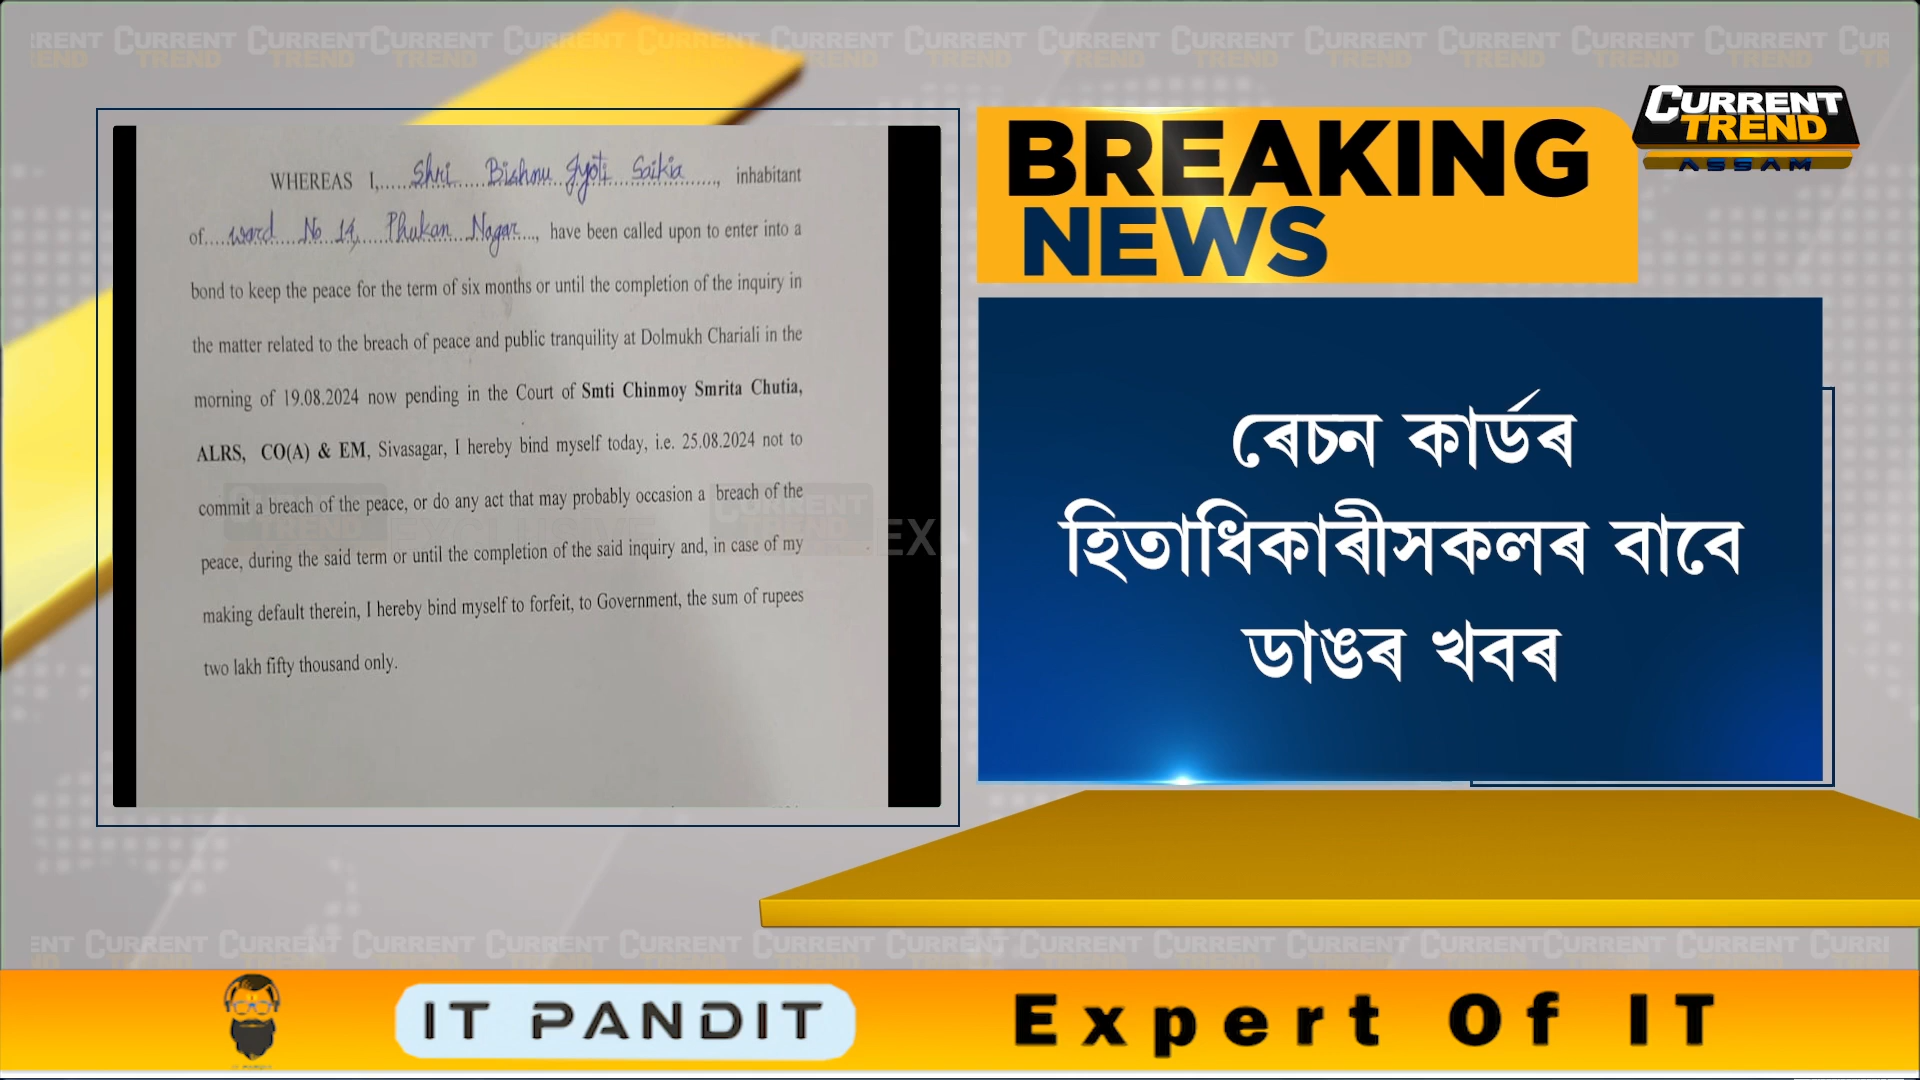 WHEREAS I,.....Shri Bishnu Jyoti Saikia......, inhabitant
of....ward No 14, Phukan Nagar...., have been called upon to enter into a
bond to keep the peace for the term of six months or until the completion of the inquiry in
the matter related to the breach of peace and public tranquility at Dolmukh Chariali in the
morning of 19.08.2024 now pending in the Court of Smti Chinmoy Smrita Chutia,
ALRS, CO(A) & EM, Sivasagar, I hereby bind myself today, i.e. 25.08.2024 not to
commit a breach of the peace, or do any act that may probably occasion a breach of the
peace, during the said term or until the completion of the said inquiry and, in case of my
making default therein, I hereby bind myself to forfeit, to Government, the sum of rupees
two lakh fifty thousand only.
BREAKING
NEWS
CURRENT
TREND
ASSAM
ৰেচন কাৰ্ডৰ
হিতাধিকাৰীসকলৰ বাবে
ডাঙৰ খবৰ
IT PANDIT
IT PANDIT
Expert Of IT